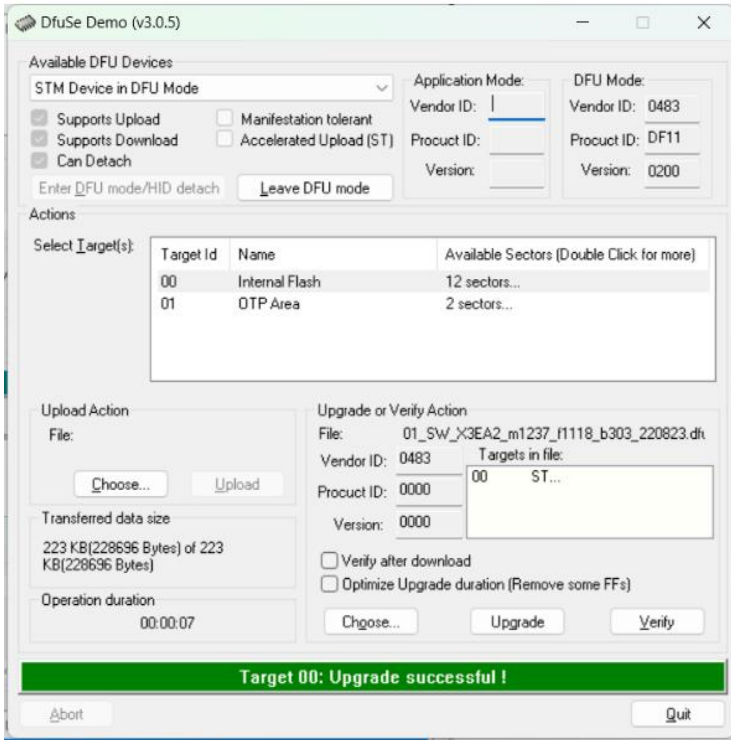 DfuSe Demo (v3.0.5)
Available DFU Devices
STM Device in DFU Mode
Supports Upload
Manifestation tolerant
Supports Download
Accelerated Upload (ST)
Can Detach
Enter DFU mode/HID detach
Leave DFU mode
Application Mode:
Vendor ID:
Procuct ID:
Version:
DFU Mode:
Vendor ID: 0483
Procuct ID: DF11
Version: 0200
Actions
Select Target(s):
Target Id Name Available Sectors (Double Click for more)
00 Internal Flash 12 sectors...
01 OTP Area 2 sectors...
Upload Action
File:
Choose...
Upload
Transferred data size
223 KB(228696 Bytes) of 223
KB(228696 Bytes)
Operation duration
00:00:07
Upgrade or Verify Action
File: 01_SW_X3EA2_m1237_f1118_b303_220823.dfu
Vendor ID: 0483
Procuct ID: 0000
Version: 0000
Targets in file:
00 ST...
Verify after download
Optimize Upgrade duration (Remove some FFs)
Choose...
Upgrade
Verify
Target 00: Upgrade successful !
Abort
Quit